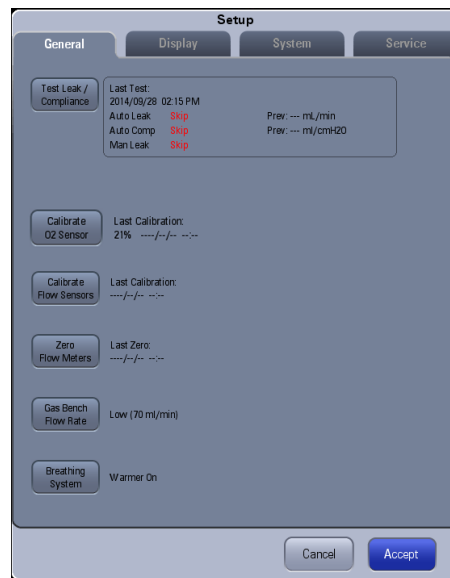 Setup
General Display System Service
Test Leak / Compliance
Last Test:
2014/09/28 02:15 PM
Auto Leak Skip Prev: --- mL/min
Auto Comp Skip Prev: --- ml/cmH2O
Man Leak Skip
Calibrate O2 Sensor
Last Calibration:
21% ----/--/-- --:--
Calibrate Flow Sensors
Last Calibration:
----/--/-- --:--
Zero Flow Meters
Last Zero:
----/--/-- --:--
Gas Bench Flow Rate
Low (70 ml/min)
Breathing System
Warmer On
Cancel Accept